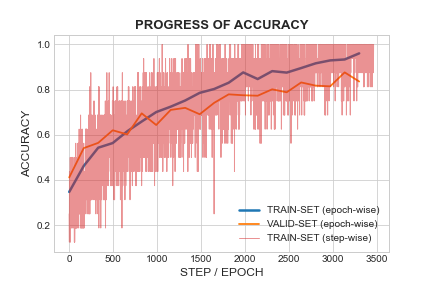 PROGRESS OF ACCURACY
1.0
0.8
0.6
0.4
0.2
ACCURACY
TRAIN-SET (epoch-wise)
VALID-SET (epoch-wise)
TRAIN-SET (step-wise)
0 500 1000 1500 2000 2500 3000 3500
STEP / EPOCH